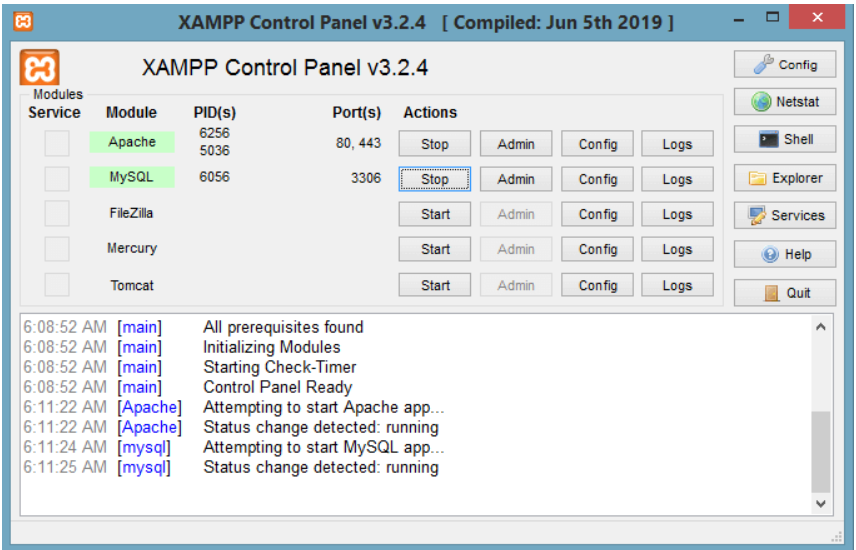 XAMPP Control Panel v3.2.4 [ Compiled: Jun 5th 2019 ]
XAMPP Control Panel v3.2.4
Config
Modules
Netstat
Service Module PID(s) Port(s) Actions
Apache 6256 5036 80, 443 Stop Admin Config Logs
Shell
MySQL 6056 3306 Stop Admin Config Logs
Explorer
FileZilla Start Admin Config Logs
Services
Mercury Start Admin Config Logs
Help
Tomcat Start Admin Config Logs
Quit
6:08:52 AM [main] All prerequisites found
6:08:52 AM [main] Initializing Modules
6:08:52 AM [main] Starting Check-Timer
6:08:52 AM [main] Control Panel Ready
6:11:22 AM [Apache] Attempting to start Apache app...
6:11:22 AM [Apache] Status change detected: running
6:11:24 AM [mysql] Attempting to start MySQL app...
6:11:25 AM [mysql] Status change detected: running